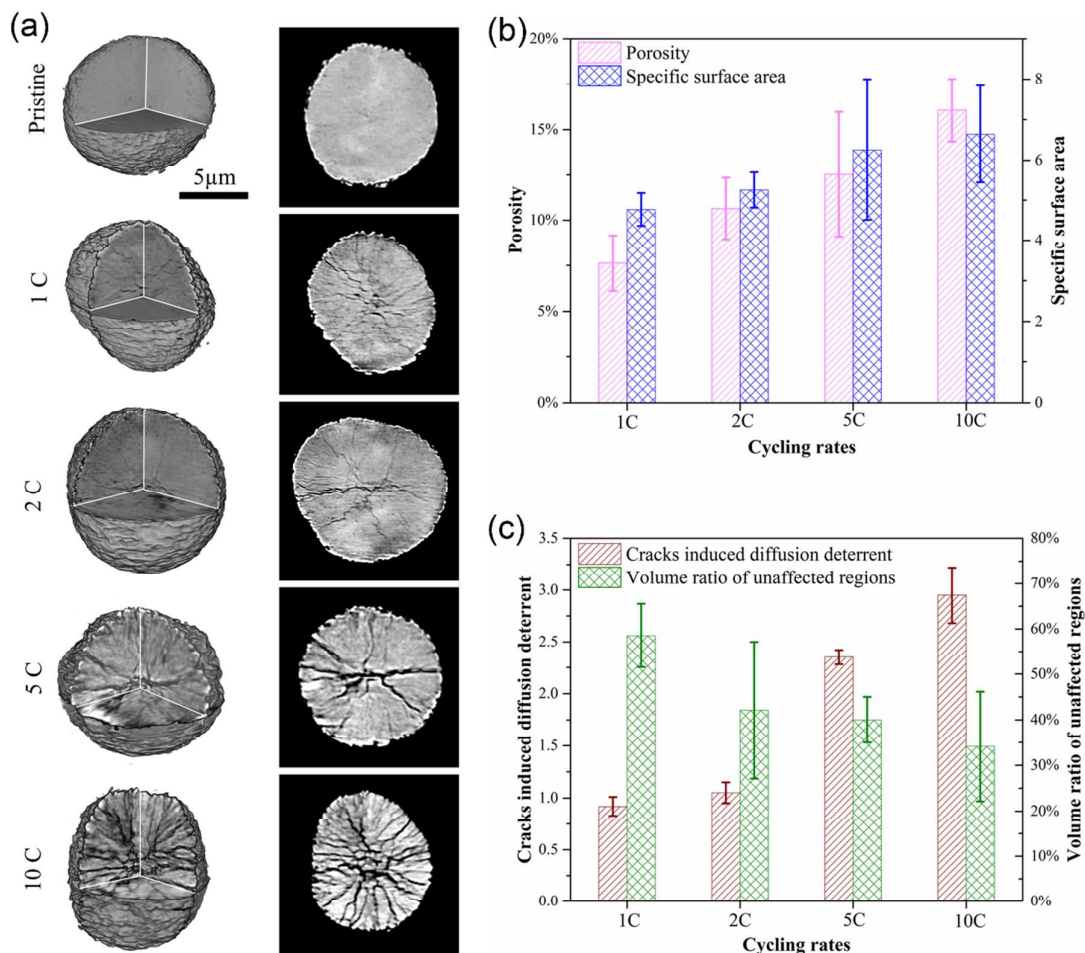 (a)
Pristine
5µm
1 C
2 C
5 C
10 C
(b)
20%
15%
10%
5%
0%
Porosity
Porosity
Specific surface area
8
6
4
2
0
Specific surface area
1C 2C 5C 10C
Cycling rates
(c)
3.5
3.0
2.5
2.0
1.5
1.0
0.5
0.0
Cracks induced diffusion deterrent
Cracks induced diffusion deterrent
Volume ratio of unaffected regions
80%
70%
60%
50%
40%
30%
20%
10%
0%
Volume ratio of unaffected regions
1C 2C 5C 10C
Cycling rates